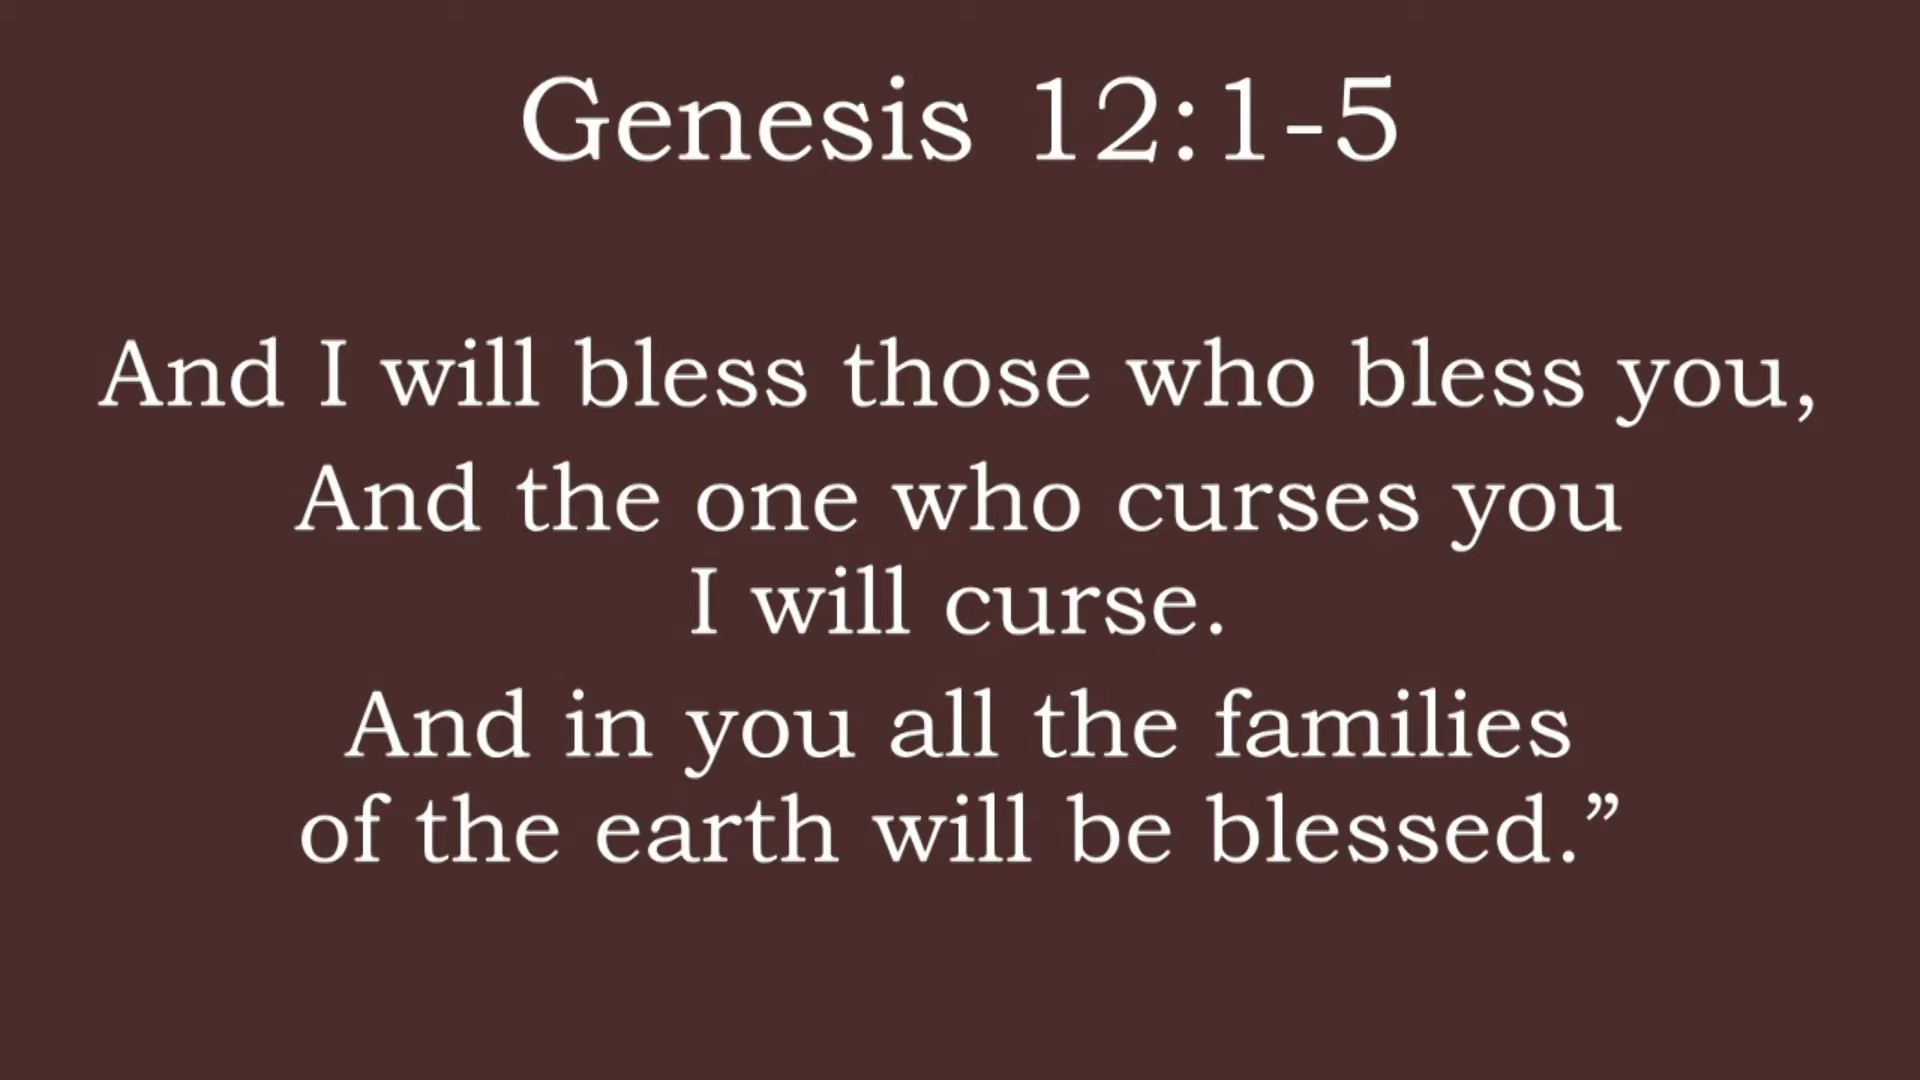 Genesis 12:1-5
And I will bless those who bless you,
And the one who curses you
I will curse.
And in you all the families
of the earth will be blessed.”